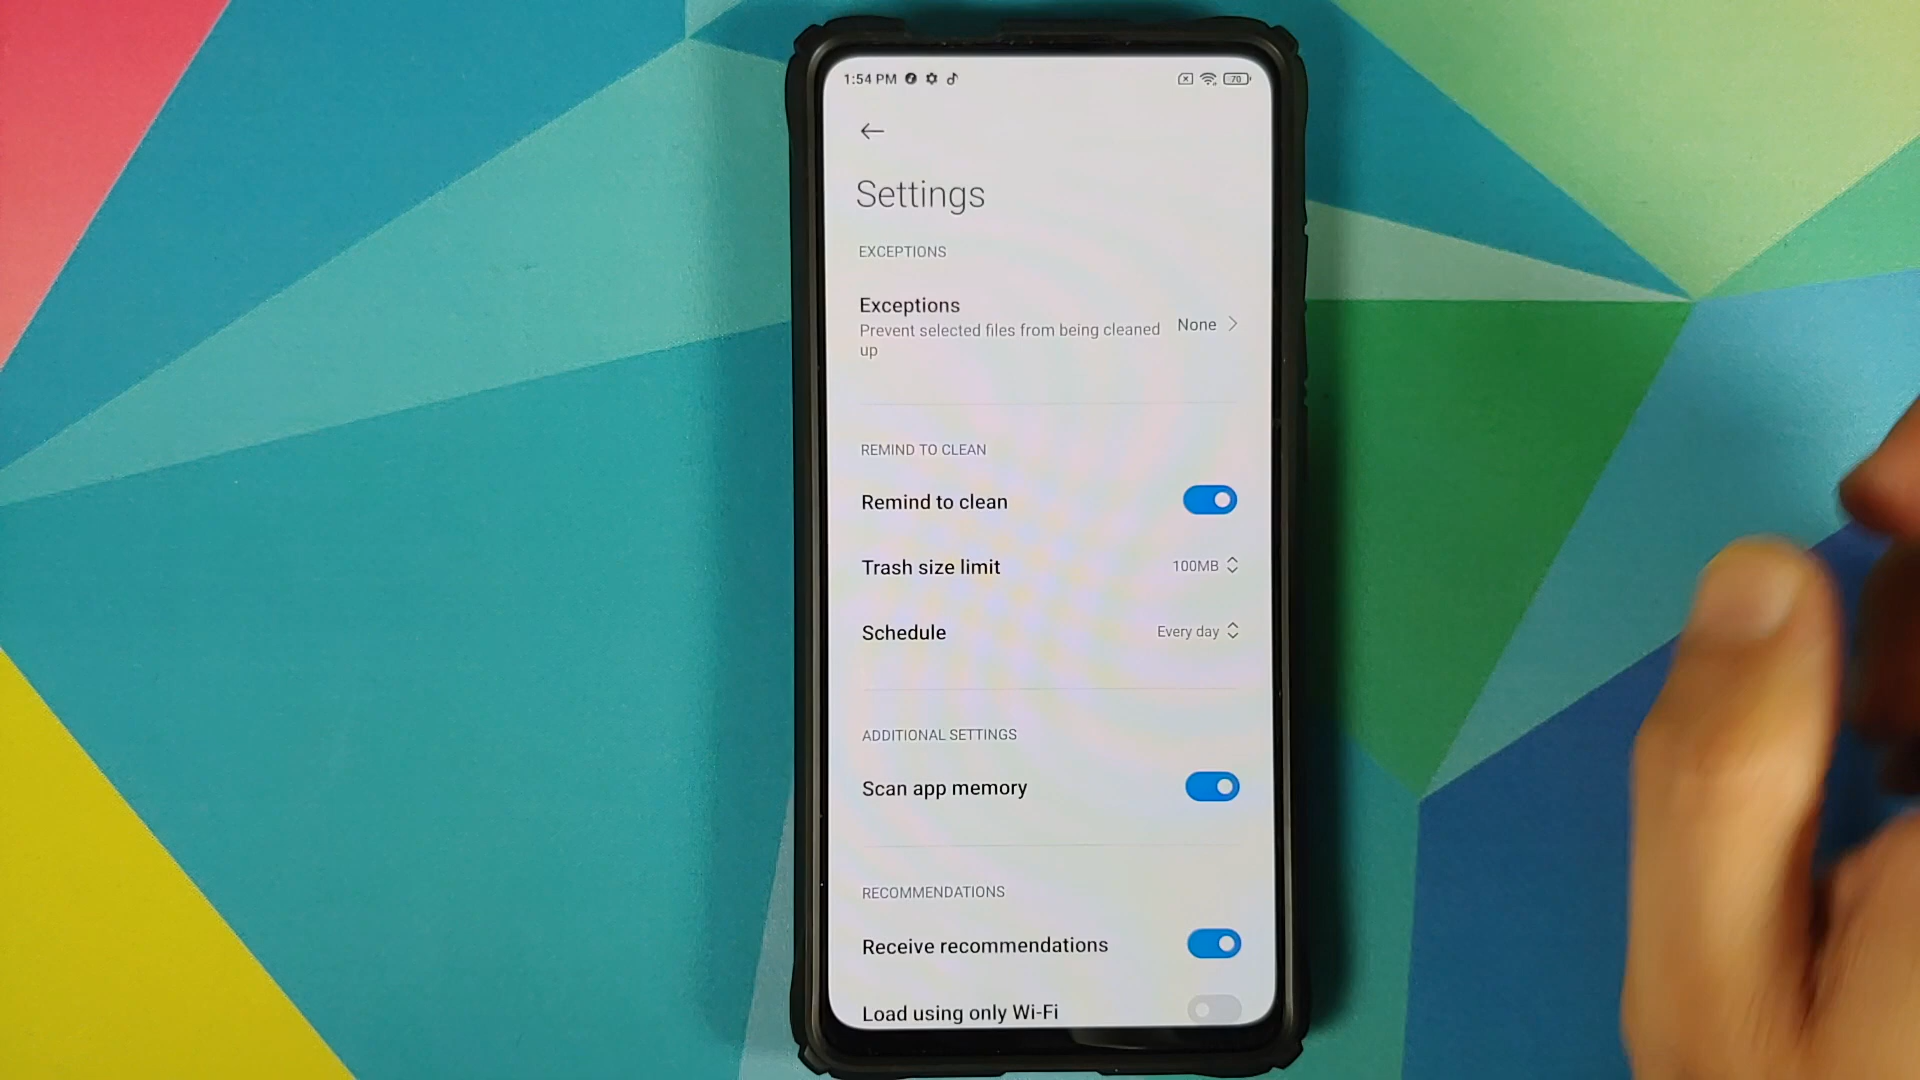 1:54 PM
70
Settings
EXCEPTIONS
Exceptions
Prevent selected files from being cleaned
up
None
REMIND TO CLEAN
Remind to clean
Trash size limit
100MB
Schedule
Every day
ADDITIONAL SETTINGS
Scan app memory
RECOMMENDATIONS
Receive recommendations
Load using only Wi-Fi